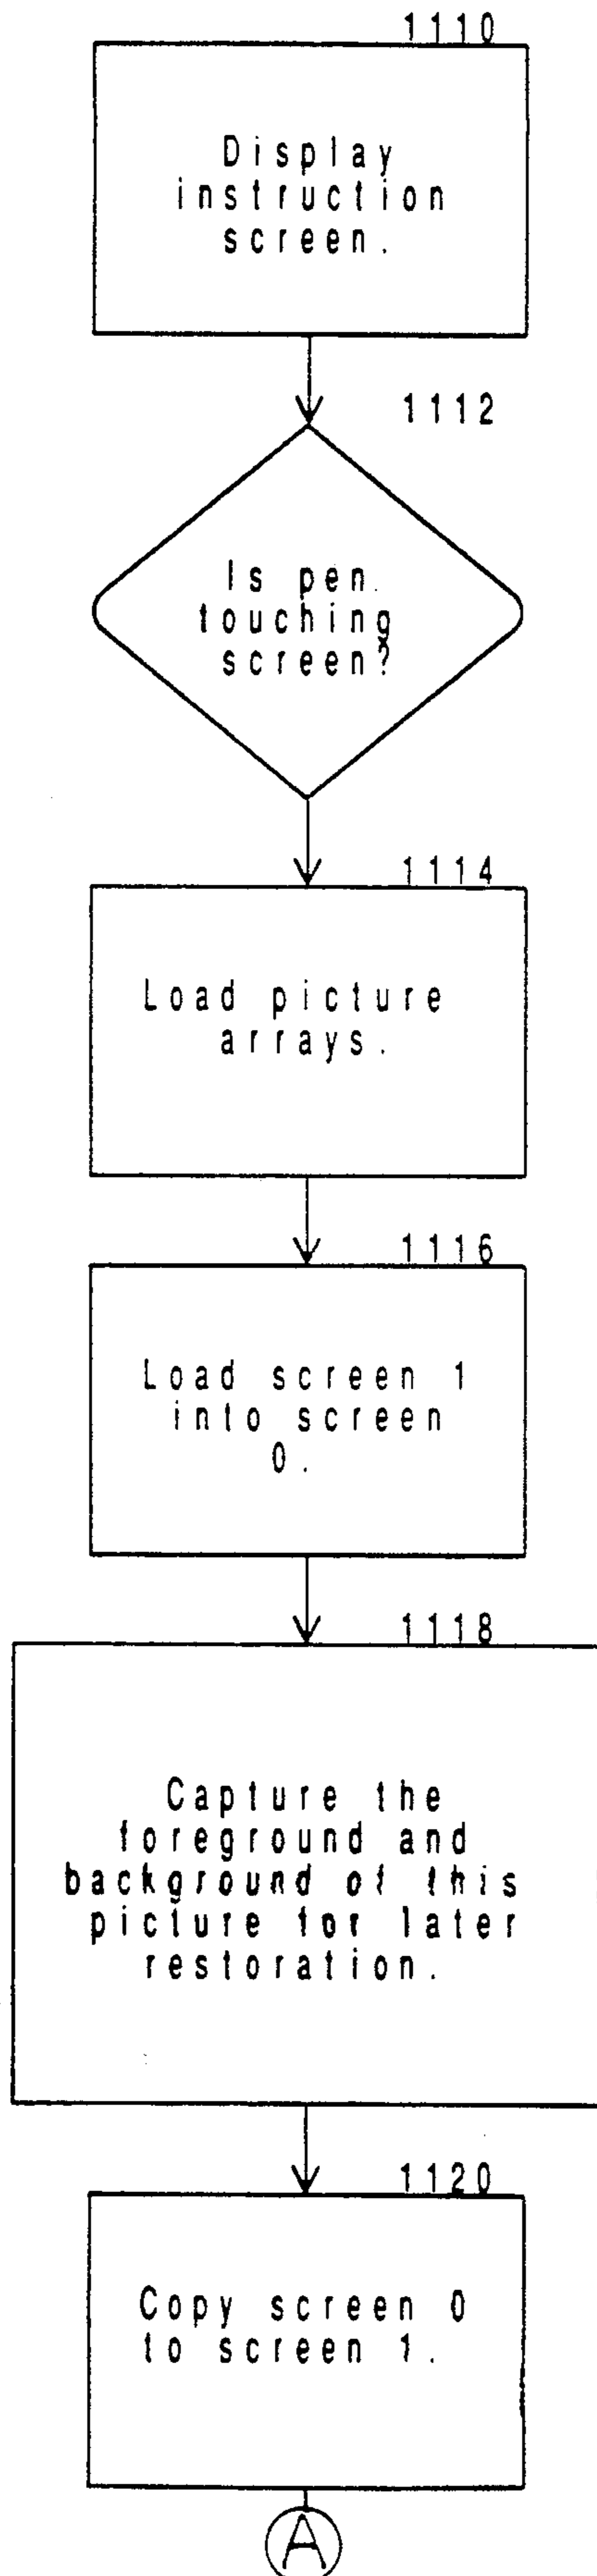 1110
Display
instruction
screen.
1112
Is pen
touching
screen?
1114
Load picture
arrays.
1116
Load screen 1
into screen
0.
1118
Capture the
foreground and
background of this
picture for later
restoration.
1120
Copy screen 0
to screen 1.
A